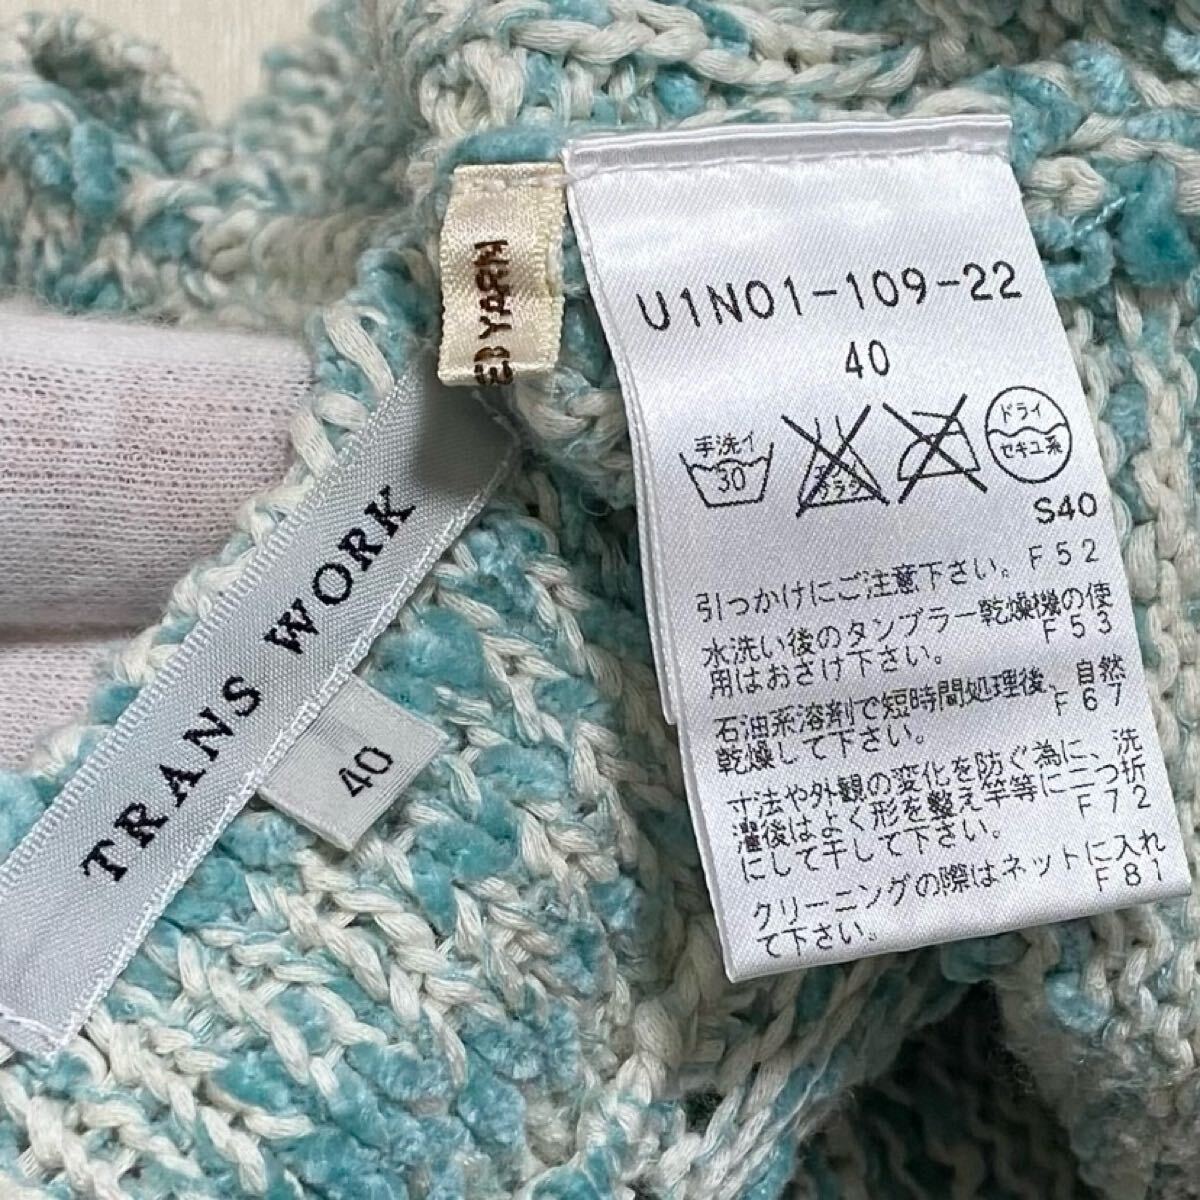 TRANS WORK
40
ED YARN
U1N01-109-22
40
手洗イ
30
エンソ
サラシ
ドライ
セキユ系
S40
引っかけにご注意下さい。F52
水洗い後のタンブラー乾燥機の使
用はおさけ下さい。F53
石油系溶剤で短時間処理後、自然
乾燥して下さい。F67
寸法や外観の変化を防ぐ為に、洗
濯後はよく形を整え竿等に二つ折
にして干して下さい。F72
クリーニングの際はネットに入れ
て下さい。F81